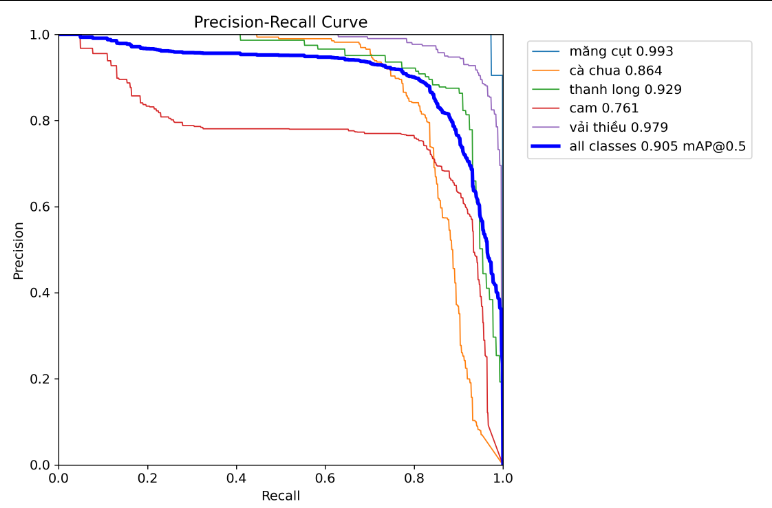 Precision-Recall Curve
1.0
0.8
0.6
0.4
0.2
0.0
Precision
0.0 0.2 0.4 0.6 0.8 1.0
Recall
măng cụt 0.993
cà chua 0.864
thanh long 0.929
cam 0.761
vải thiều 0.979
all classes 0.905 mAP@0.5